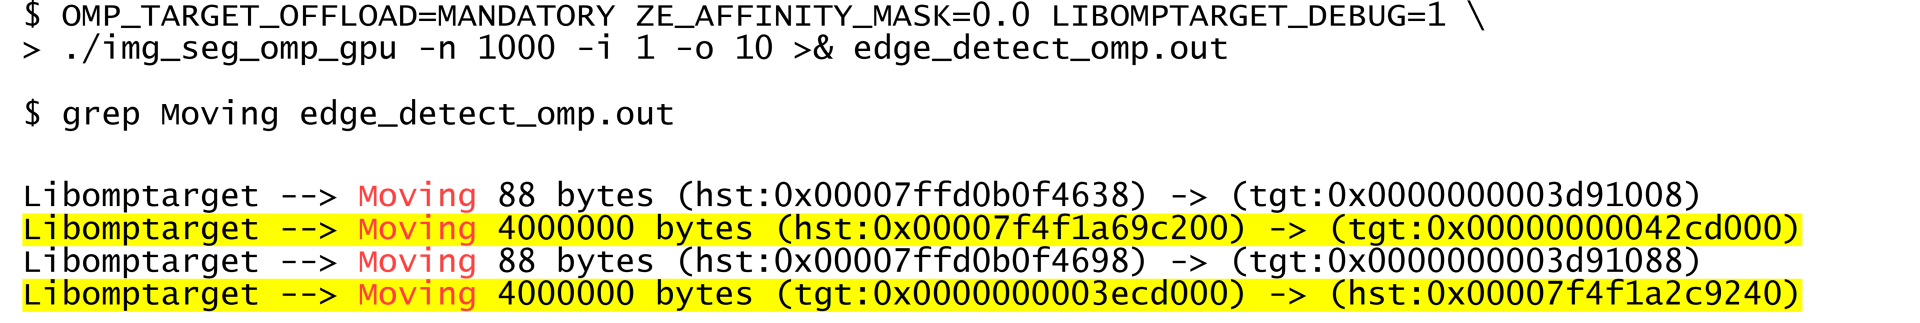 $ OMP_TARGET_OFFLOAD=MANDATORY ZE_AFFINITY_MASK=0.0 LIBOMPTARGET_DEBUG=1 \
> ./img_seg_omp_gpu -n 1000 -i 1 -o 10 >& edge_detect_omp.out
$ grep Moving edge_detect_omp.out
Libomptarget --> Moving 88 bytes (hst:0x00007ffd0b0f4638) -> (tgt:0x0000000003d91008)
Libomptarget --> Moving 4000000 bytes (hst:0x00007f4f1a69c200) -> (tgt:0x00000000042cd000)
Libomptarget --> Moving 88 bytes (hst:0x00007ffd0b0f4698) -> (tgt:0x0000000003d91088)
Libomptarget --> Moving 4000000 bytes (tgt:0x0000000003ecd000) -> (hst:0x00007f4f1a2c9240)